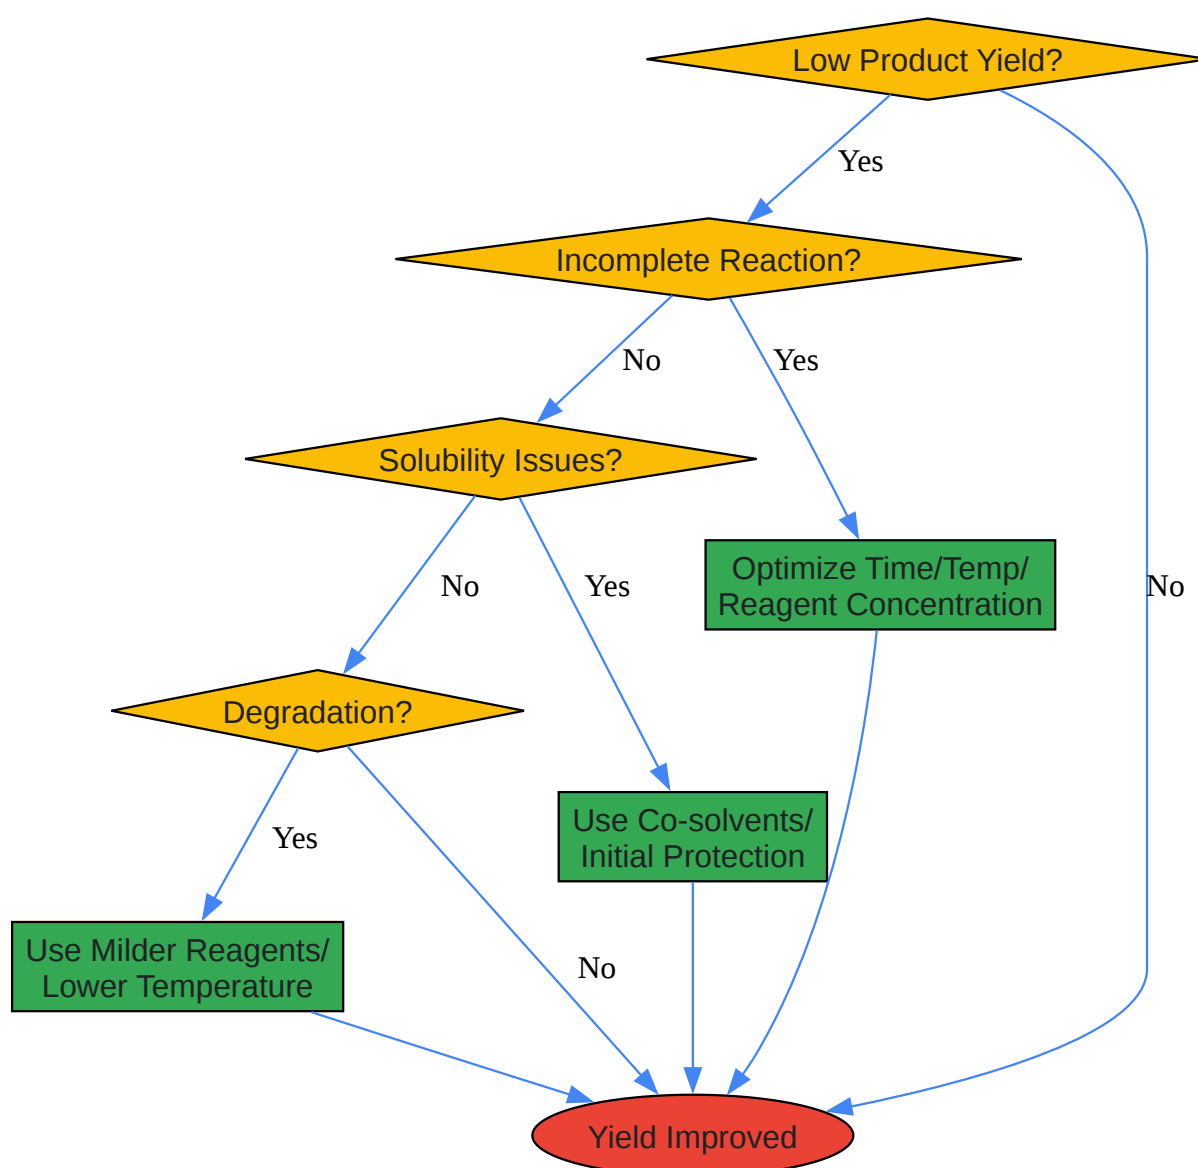 Low Product Yield?
Yes
Incomplete Reaction?
No
Yes
Solubility Issues?
Optimize Time/Temp/
Reagent Concentration
No
Yes
No
Degradation?
Use Co-solvents/
Initial Protection
Yes
Use Milder Reagents/
Lower Temperature
No
Yield Improved